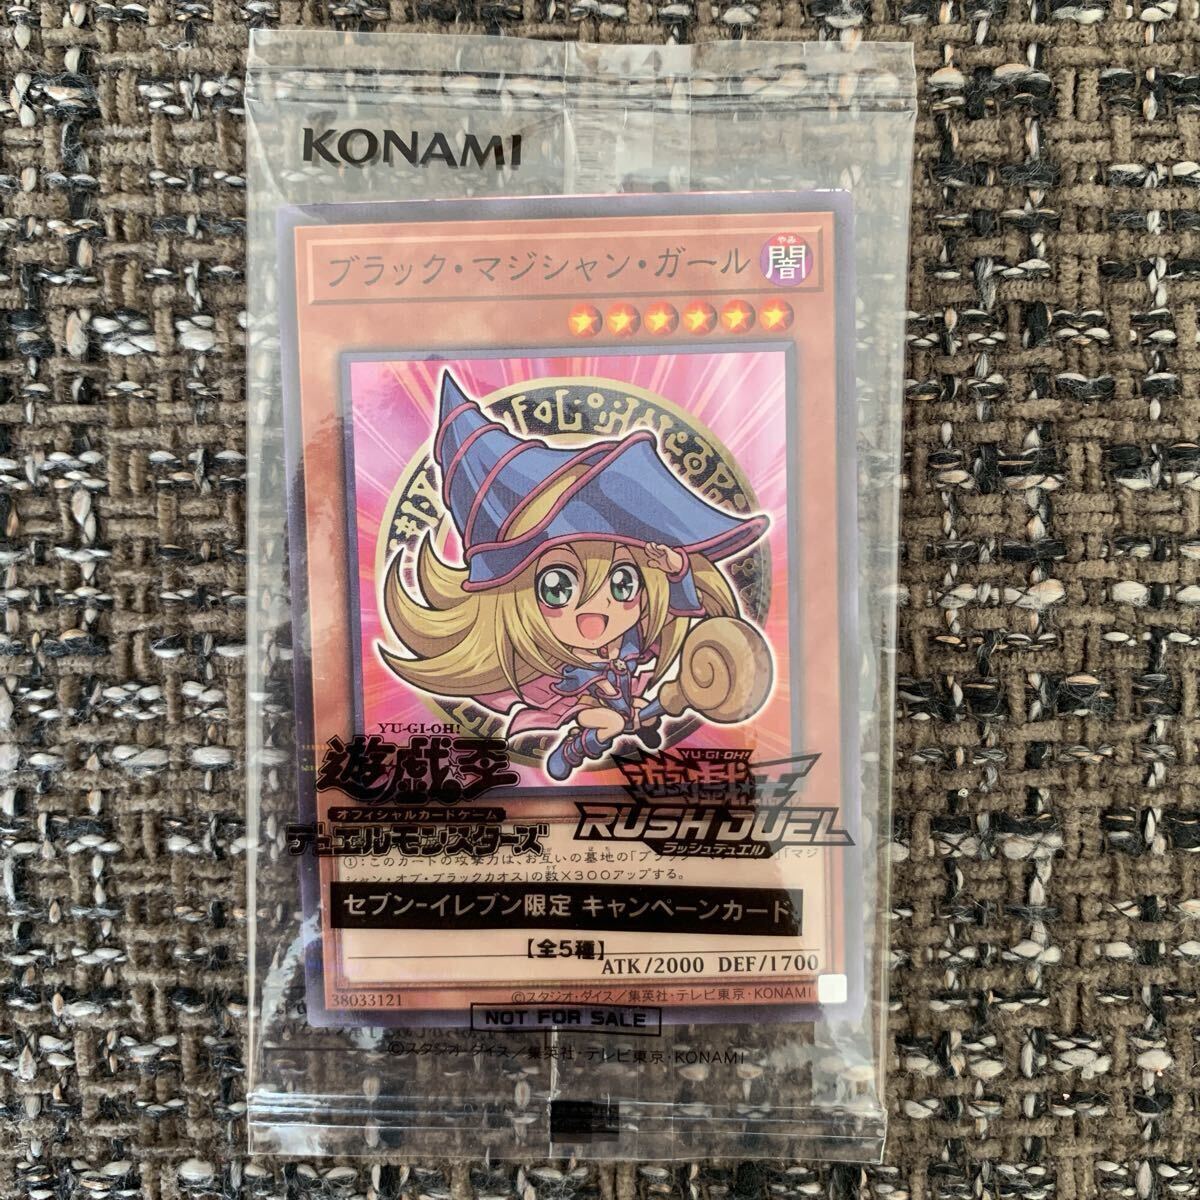 KONAMI
ブラック・マジシャン・ガール
やみ
闇
YU-GI-OH!
遊戯王
オフィシャルカードゲーム
デュエルモンスターズ
YU-GI-OH!
遊戯王
RUSH DUEL
ラッシュデュエル
①:このカードの攻撃力は、お互いの墓地の「ブラック・マジ
シャン・オブ・ブラックカオス」の数×300アップする。
セブン-イレブン限定 キャンペーンカード
【全5種】
ATK/2000 DEF/1700
38033121
©スタジオ・ダイス/集英社・テレビ東京・KONAMI
NOT FOR SALE
©スタジオ・ダイス/集英社・テレビ東京・KONAMI